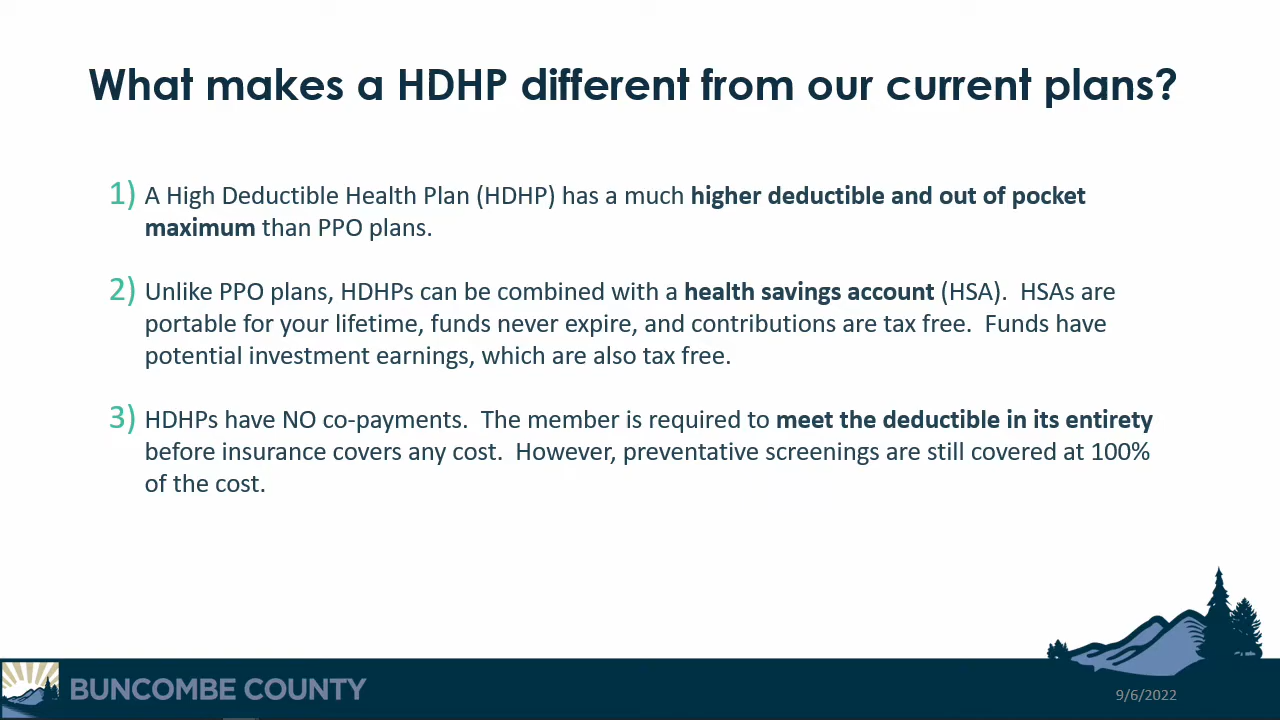 What makes a HDHP different from our current plans?
1) A High Deductible Health Plan (HDHP) has a much higher deductible and out of pocket
maximum than PPO plans.
2) Unlike PPO plans, HDHPs can be combined with a health savings account (HSA).  HSAs are
portable for your lifetime, funds never expire, and contributions are tax free.  Funds have
potential investment earnings, which are also tax free.
3) HDHPs have NO co-payments.  The member is required to meet the deductible in its entirety
before insurance covers any cost.  However, preventative screenings are still covered at 100%
of the cost.
BUNCOMBE COUNTY
9/6/2022